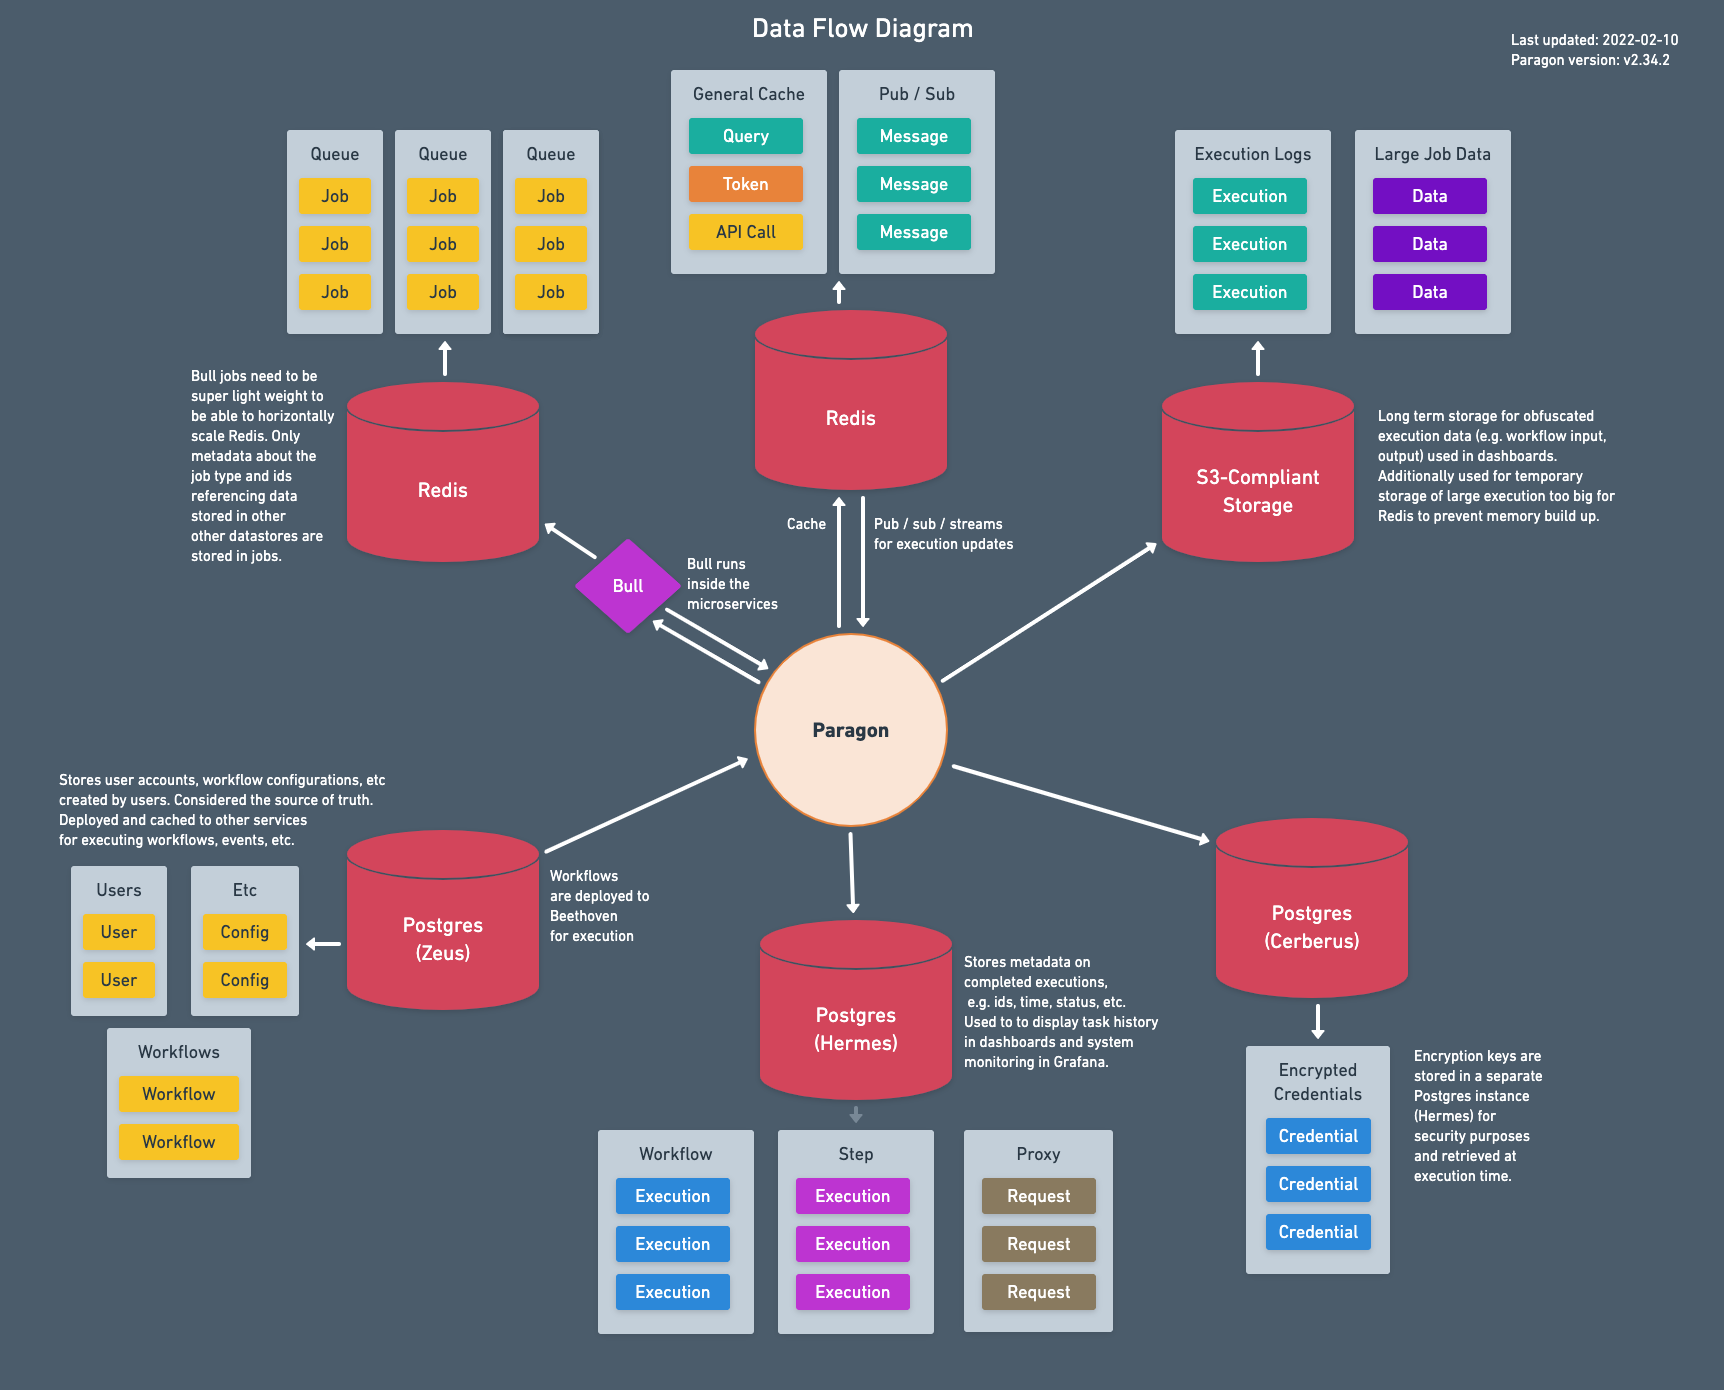 Data Flow Diagram
Last updated: 2022-02-10
Paragon version: v2.34.2
General Cache
Query
Token
API Call
Pub / Sub
Message
Message
Message
Queue
Job
Job
Job
Queue
Job
Job
Job
Queue
Job
Job
Job
Execution Logs
Execution
Execution
Execution
Large Job Data
Data
Data
Data
Bull jobs need to be
super light weight to
be able to horizontally
scale Redis. Only
metadata about the
job type and ids
referencing data
stored in other
other datastores are
stored in jobs.
Redis
Redis
S3-Compliant
Storage
Long term storage for obfuscated
execution data (e.g. workflow input,
output) used in dashboards.
Additionally used for temporary
storage of large execution too big for
Redis to prevent memory build up.
Cache
Pub / sub / streams
for execution updates
Bull
Bull runs
inside the
microservices
Paragon
Stores user accounts, workflow configurations, etc
created by users. Considered the source of truth.
Deployed and cached to other services
for executing workflows, events, etc.
Users
User
User
Etc
Config
Config
Workflows
Workflow
Workflow
Postgres
(Zeus)
Workflows
are deployed to
Beethoven
for execution
Postgres
(Hermes)
Stores metadata on
completed executions,
e.g. ids, time, status, etc.
Used to to display task history
in dashboards and system
monitoring in Grafana.
Postgres
(Cerberus)
Workflow
Execution
Execution
Execution
Step
Execution
Execution
Execution
Proxy
Request
Request
Request
Encrypted
Credentials
Credential
Credential
Credential
Encryption keys are
stored in a separate
Postgres instance
(Hermes) for
security purposes
and retrieved at
execution time.